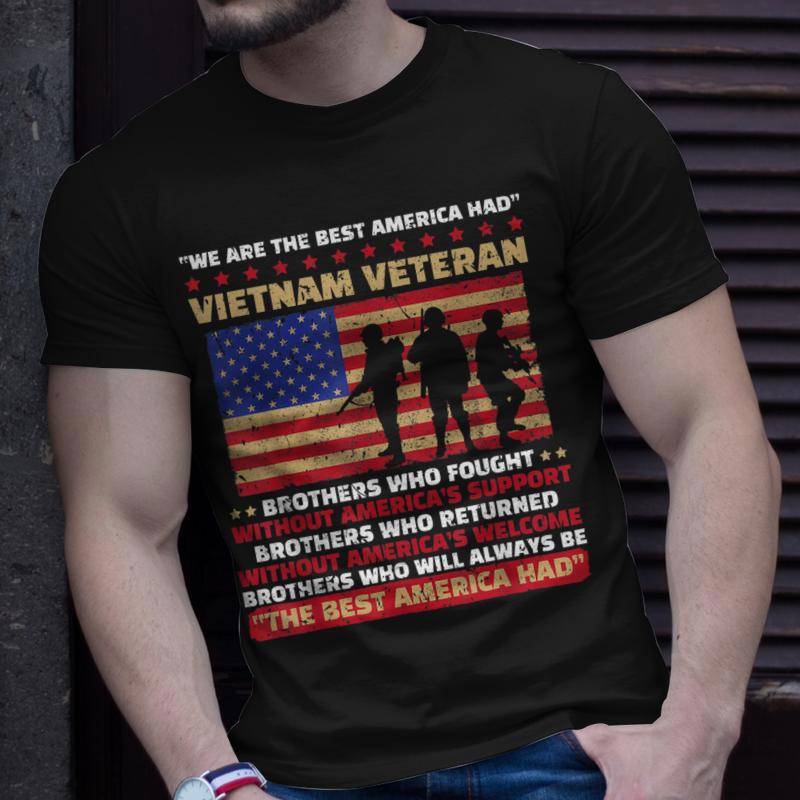 "WE ARE THE BEST AMERICA HAD"
VIETNAM VETERAN
BROTHERS WHO FOUGHT
WITHOUT AMERICA'S SUPPORT
BROTHERS WHO RETURNED
WITHOUT AMERICA'S WELCOME
BROTHERS WHO WILL ALWAYS BE
"THE BEST AMERICA HAD"